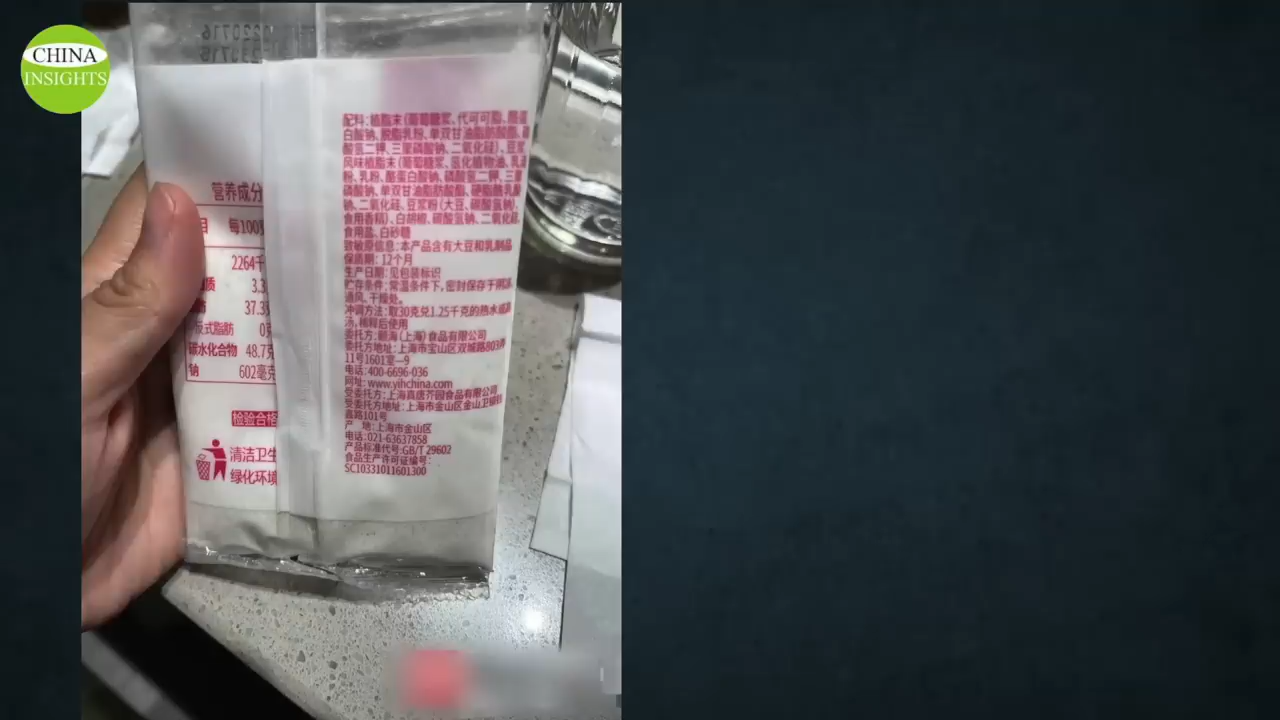 CHINA
INSIGHTS
220716
233715
营养成分
目 每100
2264千
质 3.3
肪 37.3
反式脂肪 0克
碳水化合物 48.7克
钠 602毫克
检验合格
清洁卫生
绿化环境
配料:植脂末(葡萄糖浆、代可可脂、酪蛋
白酸钠、脱脂乳粉、单双甘油脂肪酸酯、磷
酸氢二钾、三聚磷酸钠、二氧化硅)、豆浆
风味植脂末(葡萄糖浆、氢化植物油、乳
粉、乳粉、酪蛋白酸钠、磷酸氢二钾、三聚
磷酸钠、单双甘油脂肪酸酯、硬脂酰乳酸
钠、二氧化硅、豆浆粉(大豆、碳酸氢钠)、
食用香精)、白胡椒、碳酸氢钠、二氧化硅、
食用盐、白砂糖
致敏原信息:本产品含有大豆和乳制品
保质期:12个月
生产日期:见包装标识
贮存条件:常温条件下,密封保存于阴凉、
通风、干燥处。
冲调方法:取30克兑1.25千克的热水或高
汤,稀释后使用
委托方:颐海(上海)食品有限公司
委托方地址:上海市宝山区双城路803弄
11号1601室—9
电话:400-6696-036
网址:www.yihchina.com
受委托方:上海真唐芥园食品有限公司
受委托方地址:上海市金山区金山卫镇钱
鑫路101号
产 地:上海市金山区
电话:021-63637858
产品标准代号:GB/T 29602
食品生产许可证编号:
SC10331011601300